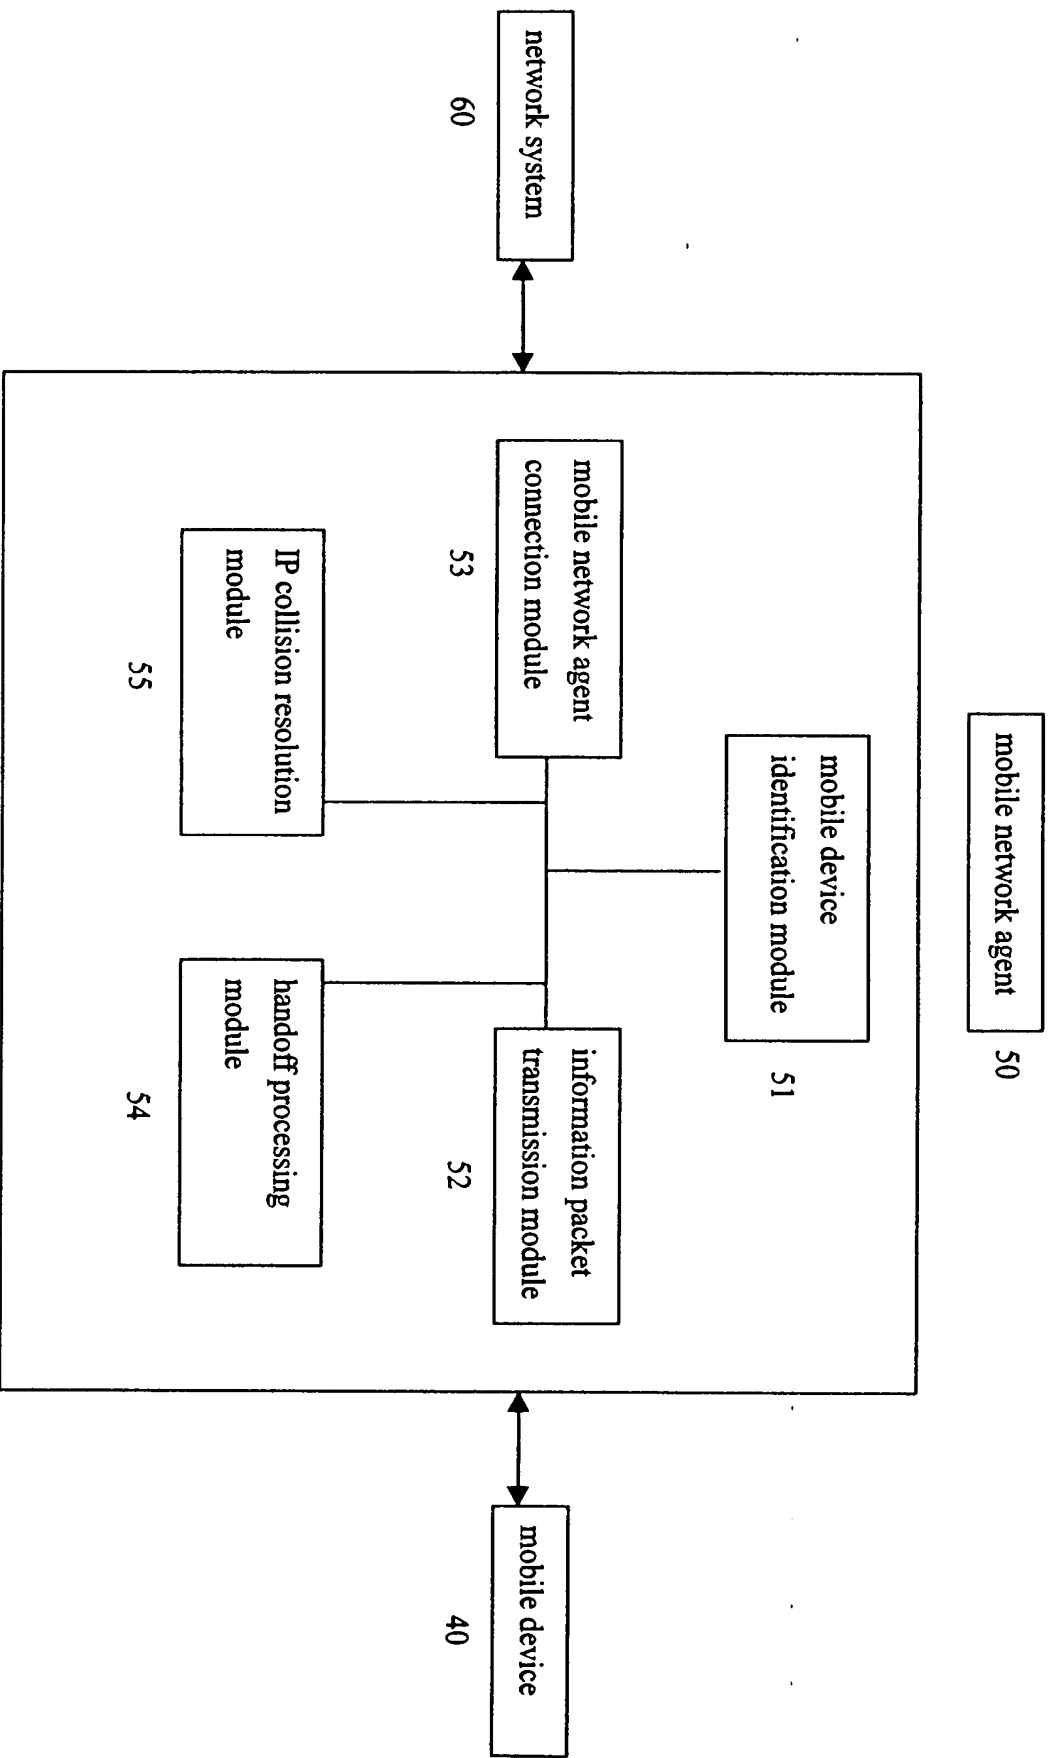 mobile network agent
50
mobile device
identification module
51
network system
60
mobile network agent
connection module
53
information packet
transmission module
52
mobile device
40
IP collision resolution
module
55
handoff processing
module
54